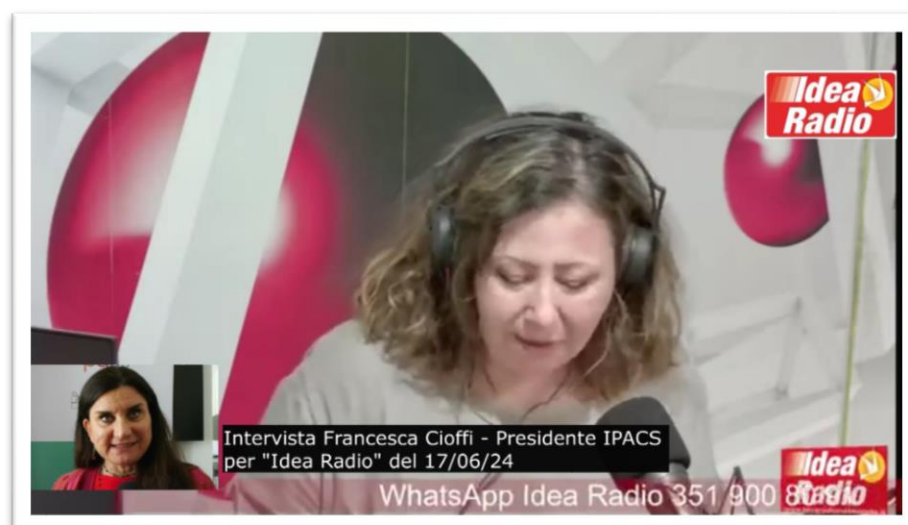 Idea
Radio
Intervista Francesca Cioffi - Presidente IPACS
per "Idea Radio" del 17/06/24
Idea
Radio
WhatsApp Idea Radio 351 900 80